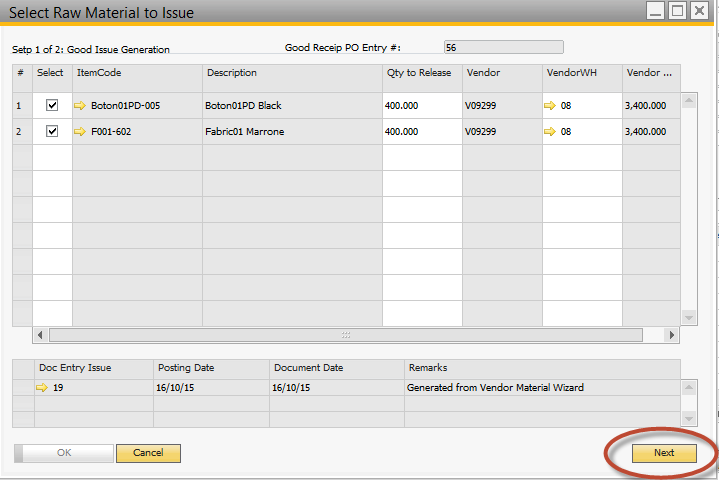 Select Raw Material to Issue
Setp 1 of 2: Good Issue Generation Good Receip PO Entry #: 56
# Select ItemCode Description Qty to Release Vendor VendorWH Vendor ...
1 Boton01PD-005 Boton01PD Black 400.000 V09299 08 3,400.000
2 F001-602 Fabric01 Marrone 400.000 V09299 08 3,400.000
Doc Entry Issue Posting Date Document Date Remarks
19 16/10/15 16/10/15 Generated from Vendor Material Wizard
OK Cancel Next